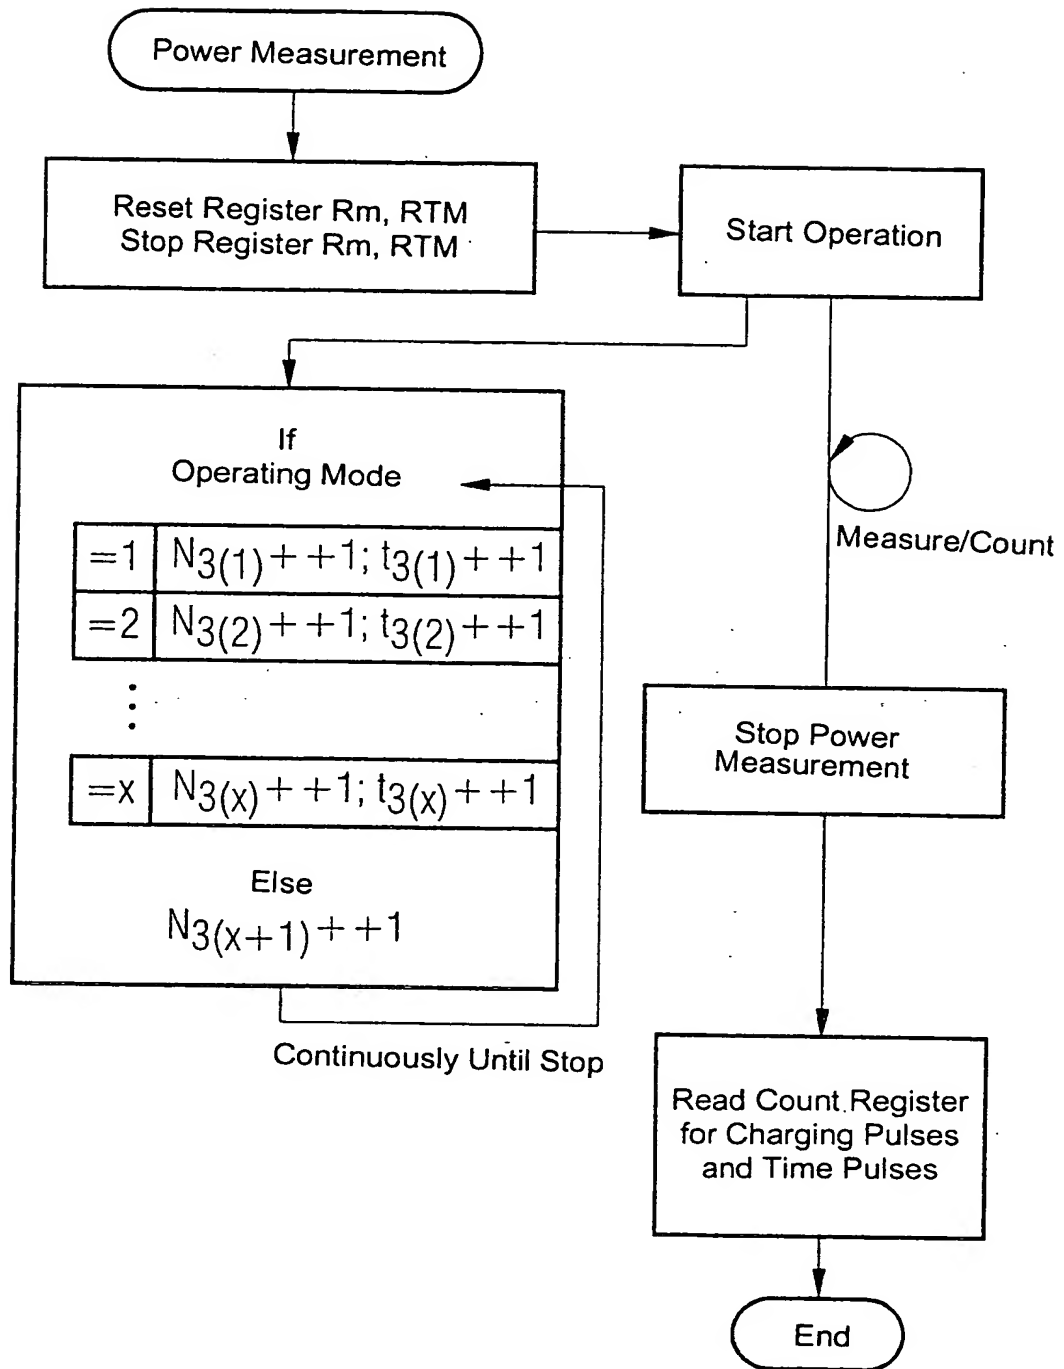 Power Measurement
Reset Register Rm, RTM
Stop Register Rm, RTM
Start Operation
If
Operating Mode
=1 N3(1)++1; t3(1)++1
=2 N3(2)++1; t3(2)++1
⋮
=x N3(x)++1; t3(x)++1
Else
N3(x+1)++1
Continuously Until Stop
Measure/Count
Stop Power
Measurement
Read Count Register
for Charging Pulses
and Time Pulses
End